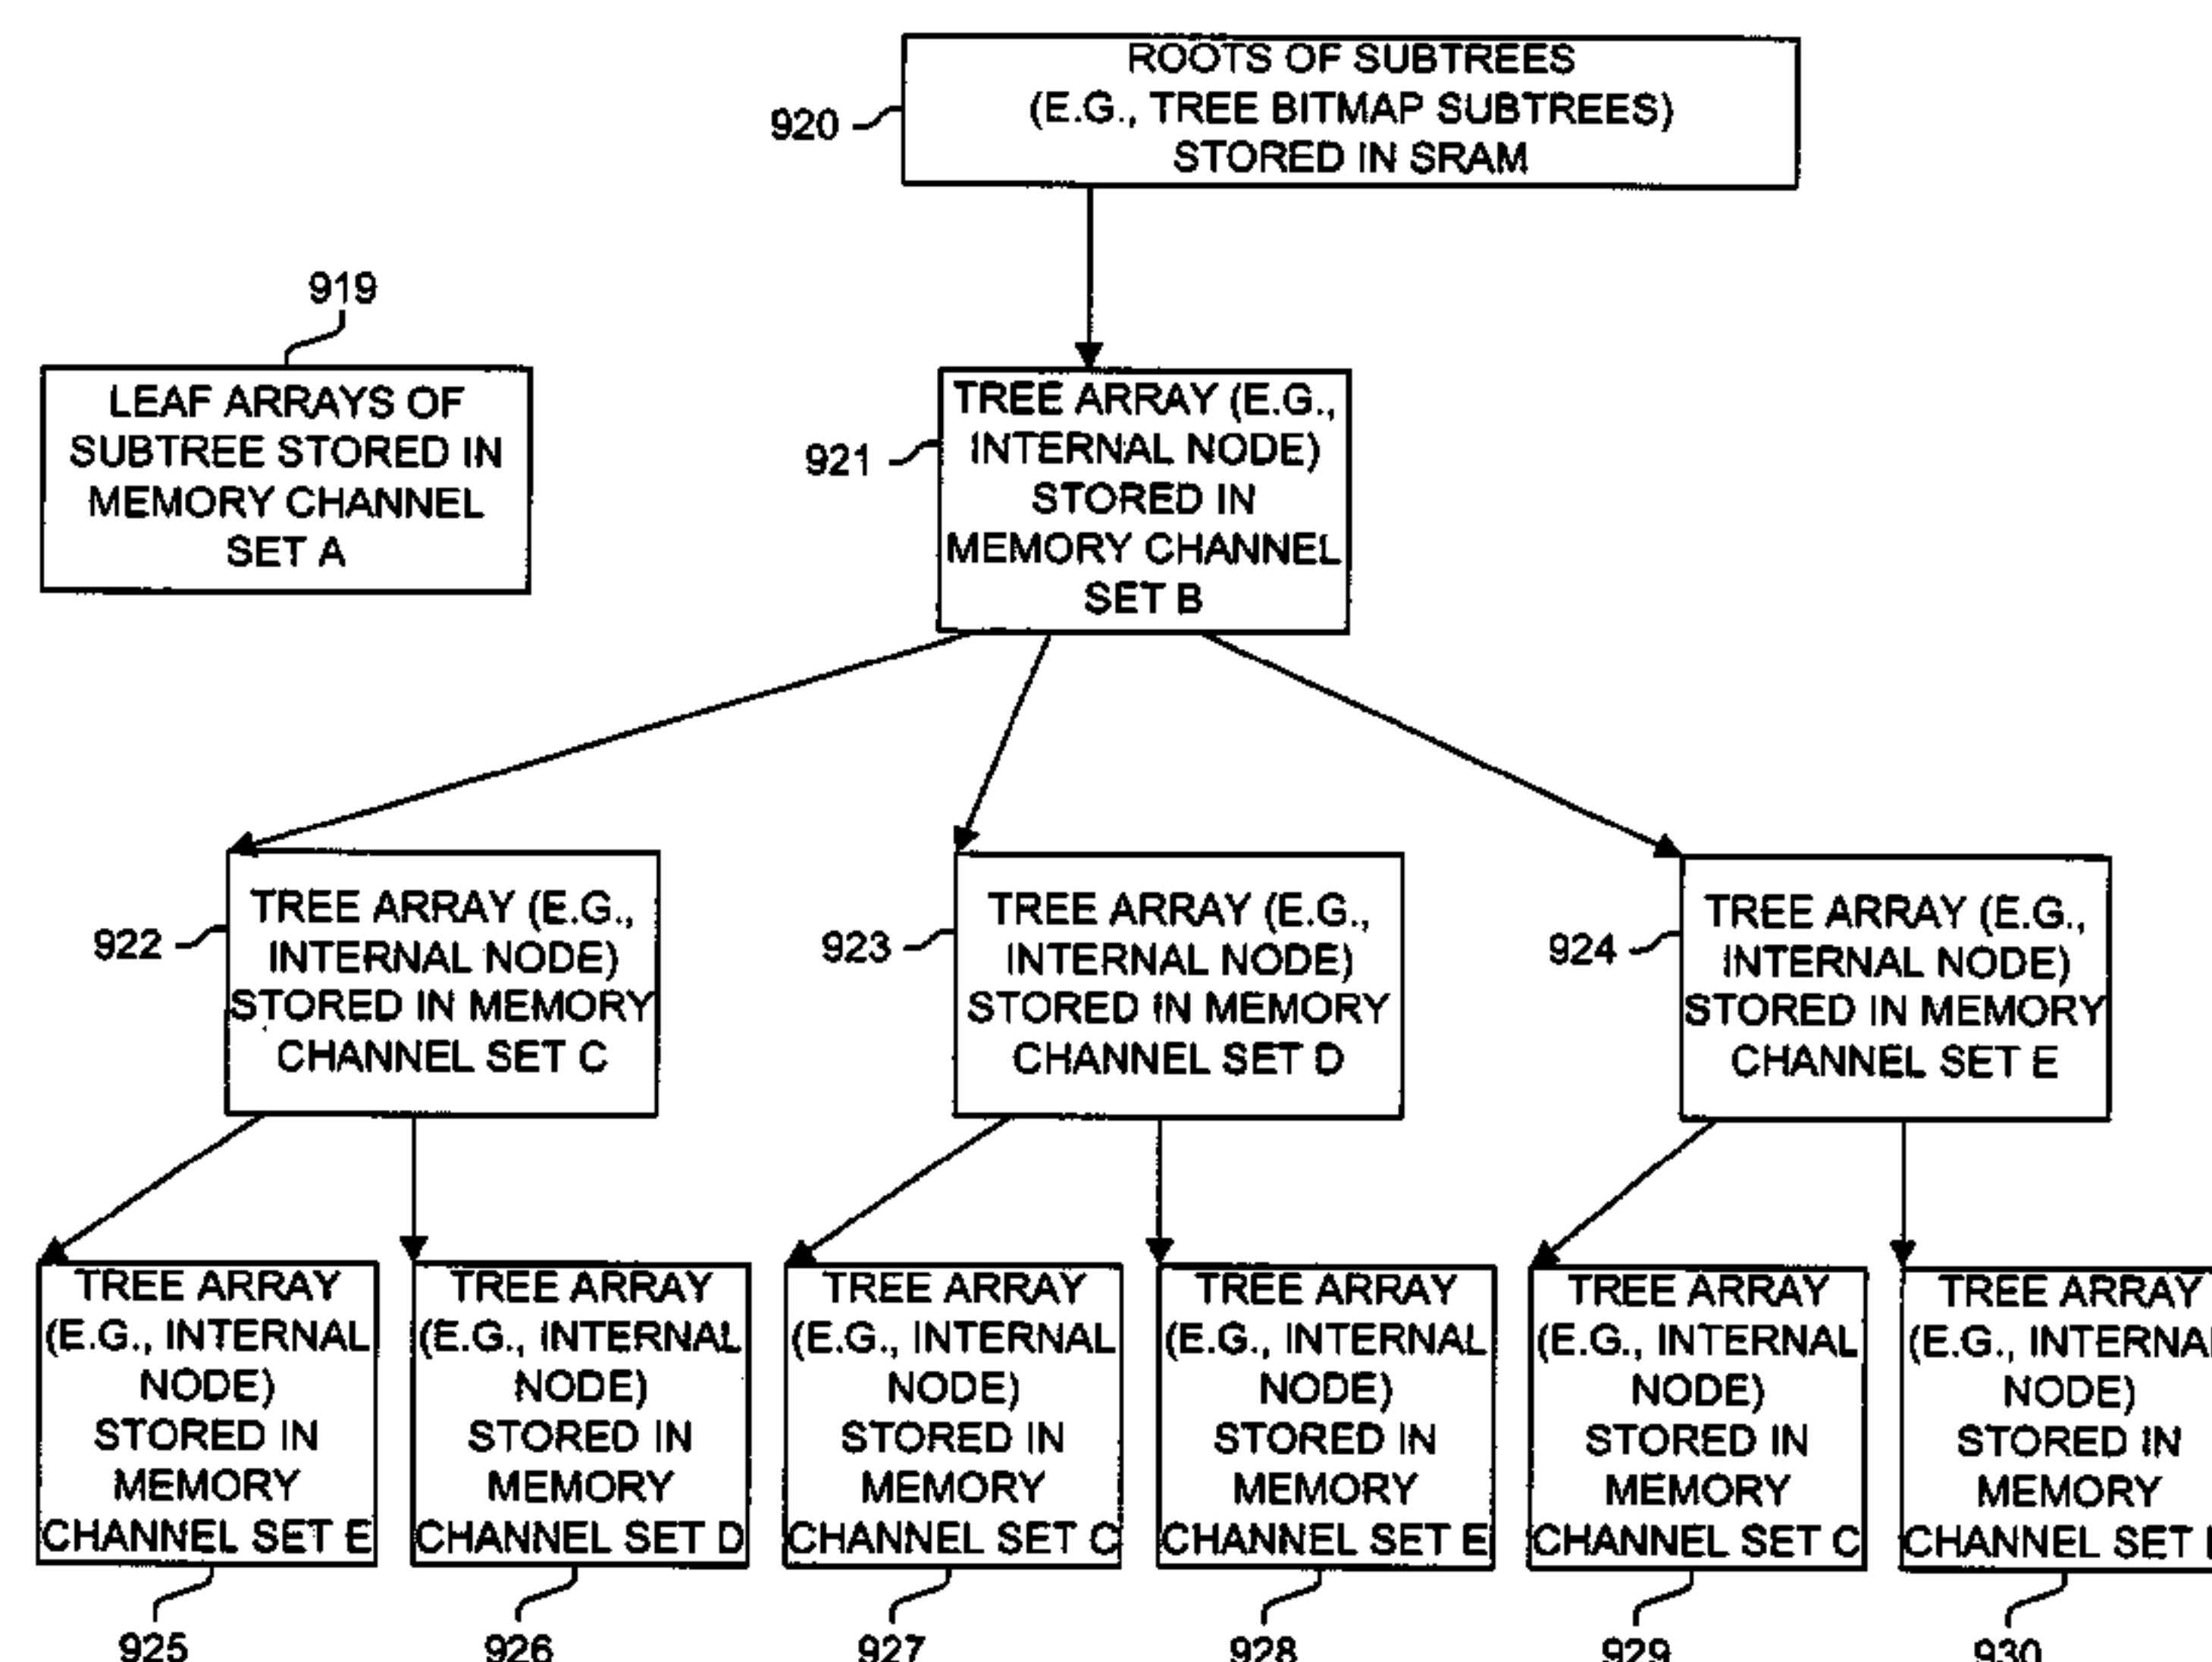 ROOTS OF SUBTREES
(E.G., TREE BITMAP SUBTREES)
STORED IN SRAM
920
919
LEAF ARRAYS OF
SUBTREE STORED IN
MEMORY CHANNEL
SET A
TREE ARRAY (E.G.,
INTERNAL NODE)
STORED IN
MEMORY CHANNEL
SET B
921
TREE ARRAY (E.G.,
INTERNAL NODE)
STORED IN MEMORY
CHANNEL SET C
922
TREE ARRAY (E.G.,
INTERNAL NODE)
STORED IN MEMORY
CHANNEL SET D
923
TREE ARRAY (E.G.,
INTERNAL NODE)
STORED IN MEMORY
CHANNEL SET E
924
TREE ARRAY
(E.G., INTERNAL
NODE)
STORED IN
MEMORY
CHANNEL SET E
925
TREE ARRAY
(E.G., INTERNAL
NODE)
STORED IN
MEMORY
CHANNEL SET D
926
TREE ARRAY
(E.G., INTERNAL
NODE)
STORED IN
MEMORY
CHANNEL SET C
927
TREE ARRAY
(E.G., INTERNAL
NODE)
STORED IN
MEMORY
CHANNEL SET E
928
TREE ARRAY
(E.G., INTERNAL
NODE)
STORED IN
MEMORY
CHANNEL SET C
929
TREE ARRAY
(E.G., INTERNAL
NODE)
STORED IN
MEMORY
CHANNEL SET
930